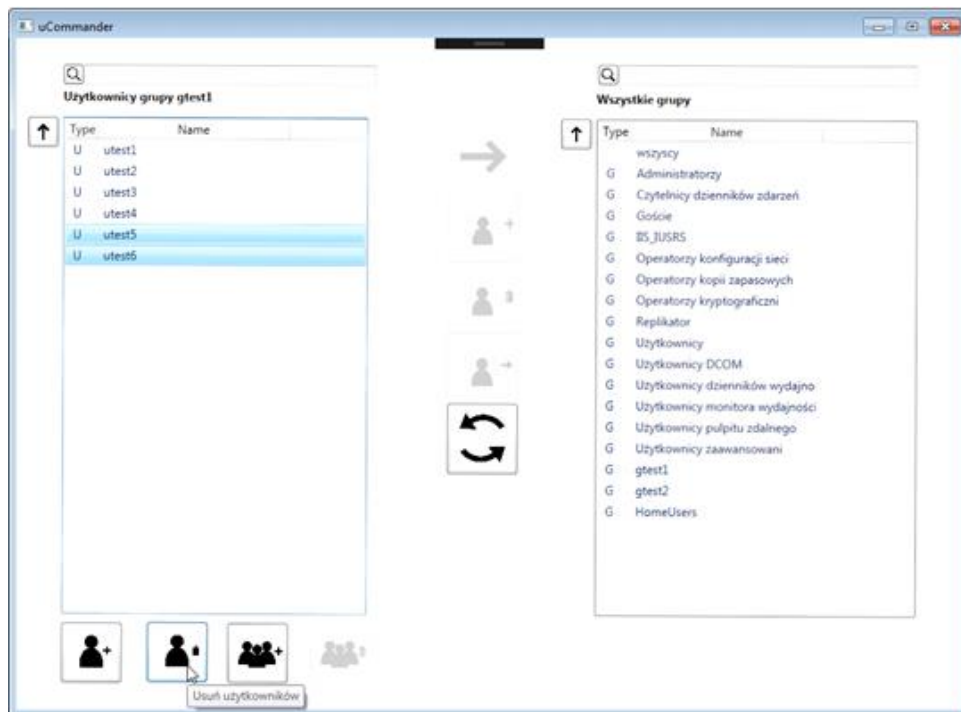 uCommander
Użytkownicy grupy gtest1
Type Name
U utest1
U utest2
U utest3
U utest4
U utest5
U utest6
Usuń użytkowników
Wszystkie grupy
Type Name
wszyscy
G Administratorzy
G Czytelnicy dzienników zdarzeń
G Goście
G IIS_IUSRS
G Operatorzy konfiguracji sieci
G Operatorzy kopii zapasowych
G Operatorzy kryptograficzni
G Replikator
G Użytkownicy
G Użytkownicy DCOM
G Użytkownicy dzienników wydajno
G Użytkownicy monitora wydajności
G Użytkownicy pulpitu zdalnego
G Użytkownicy zaawansowani
G gtest1
G gtest2
G HomeUsers